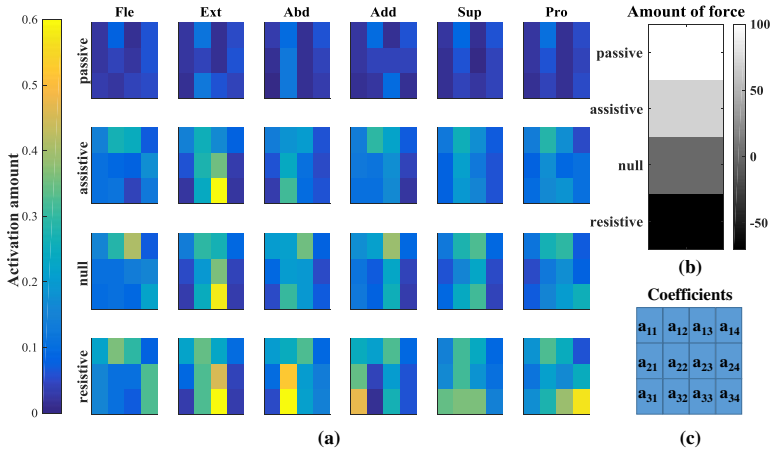 Fle Ext Abd Add Sup Pro
Amount of force
0.6
0.5
0.4
0.3
0.2
0.1
0
Activation amount
passive
assistive
null
resistive
(a)
passive
assistive
null
resistive
100
50
0
−50
(b)
Coefficients
a11 a12 a13 a14
a21 a22 a23 a24
a31 a32 a33 a34
(c)